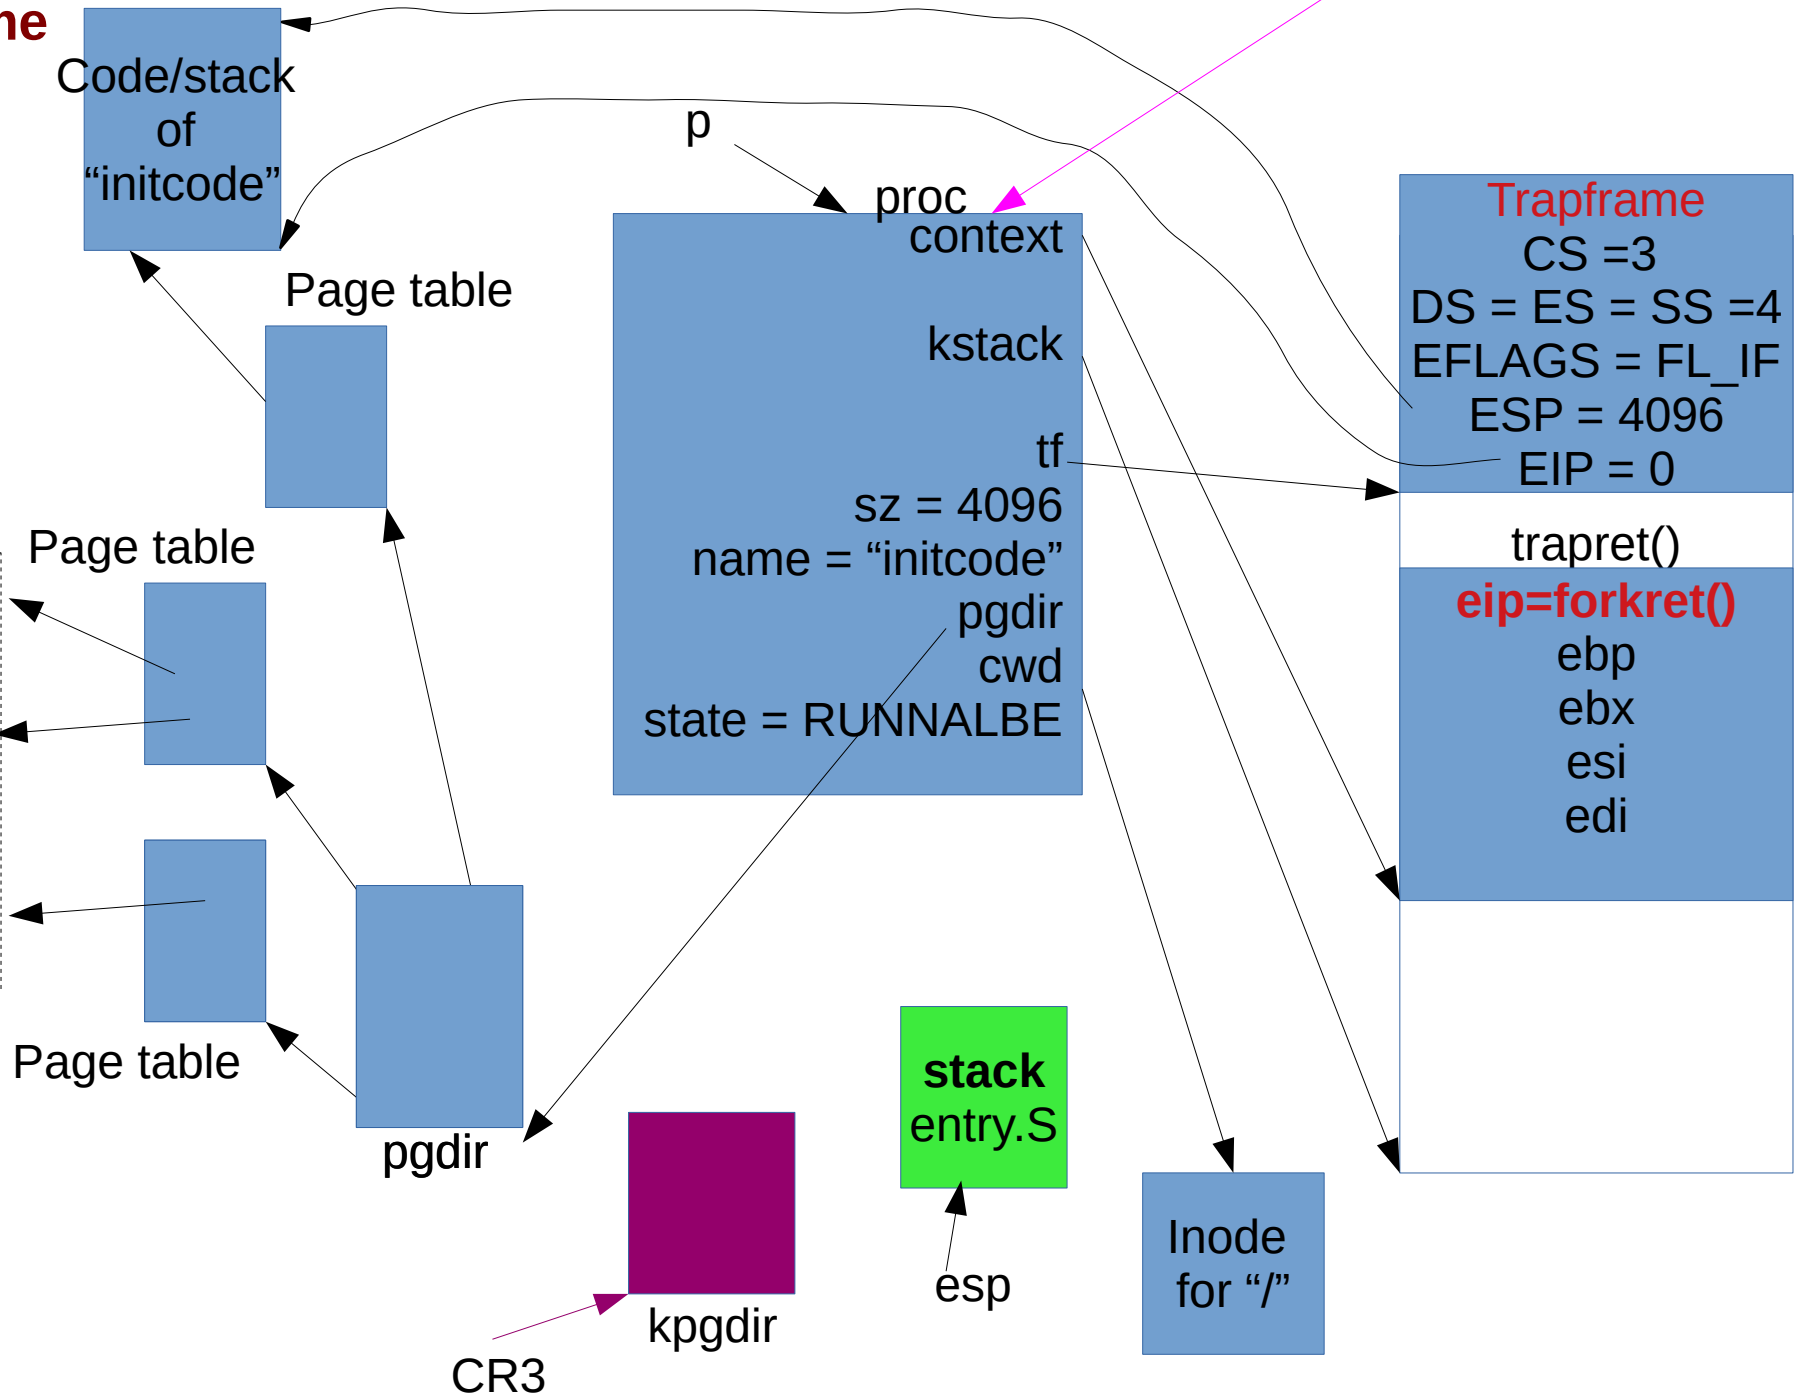 Code/stack
of
“initcode”
p
proc
context
kstack
tf
sz = 4096
name = “initcode”
pgdir
cwd
state = RUNNALBE
Trapframe
CS =3
DS = ES = SS =4
EFLAGS = FL_IF
ESP = 4096
EIP = 0
trapret()
eip=forkret()
ebp
ebx
esi
edi
Page table
Page table
Page table
pgdir
kpgdir
CR3
stack
entry.S
esp
Inode
for “/”